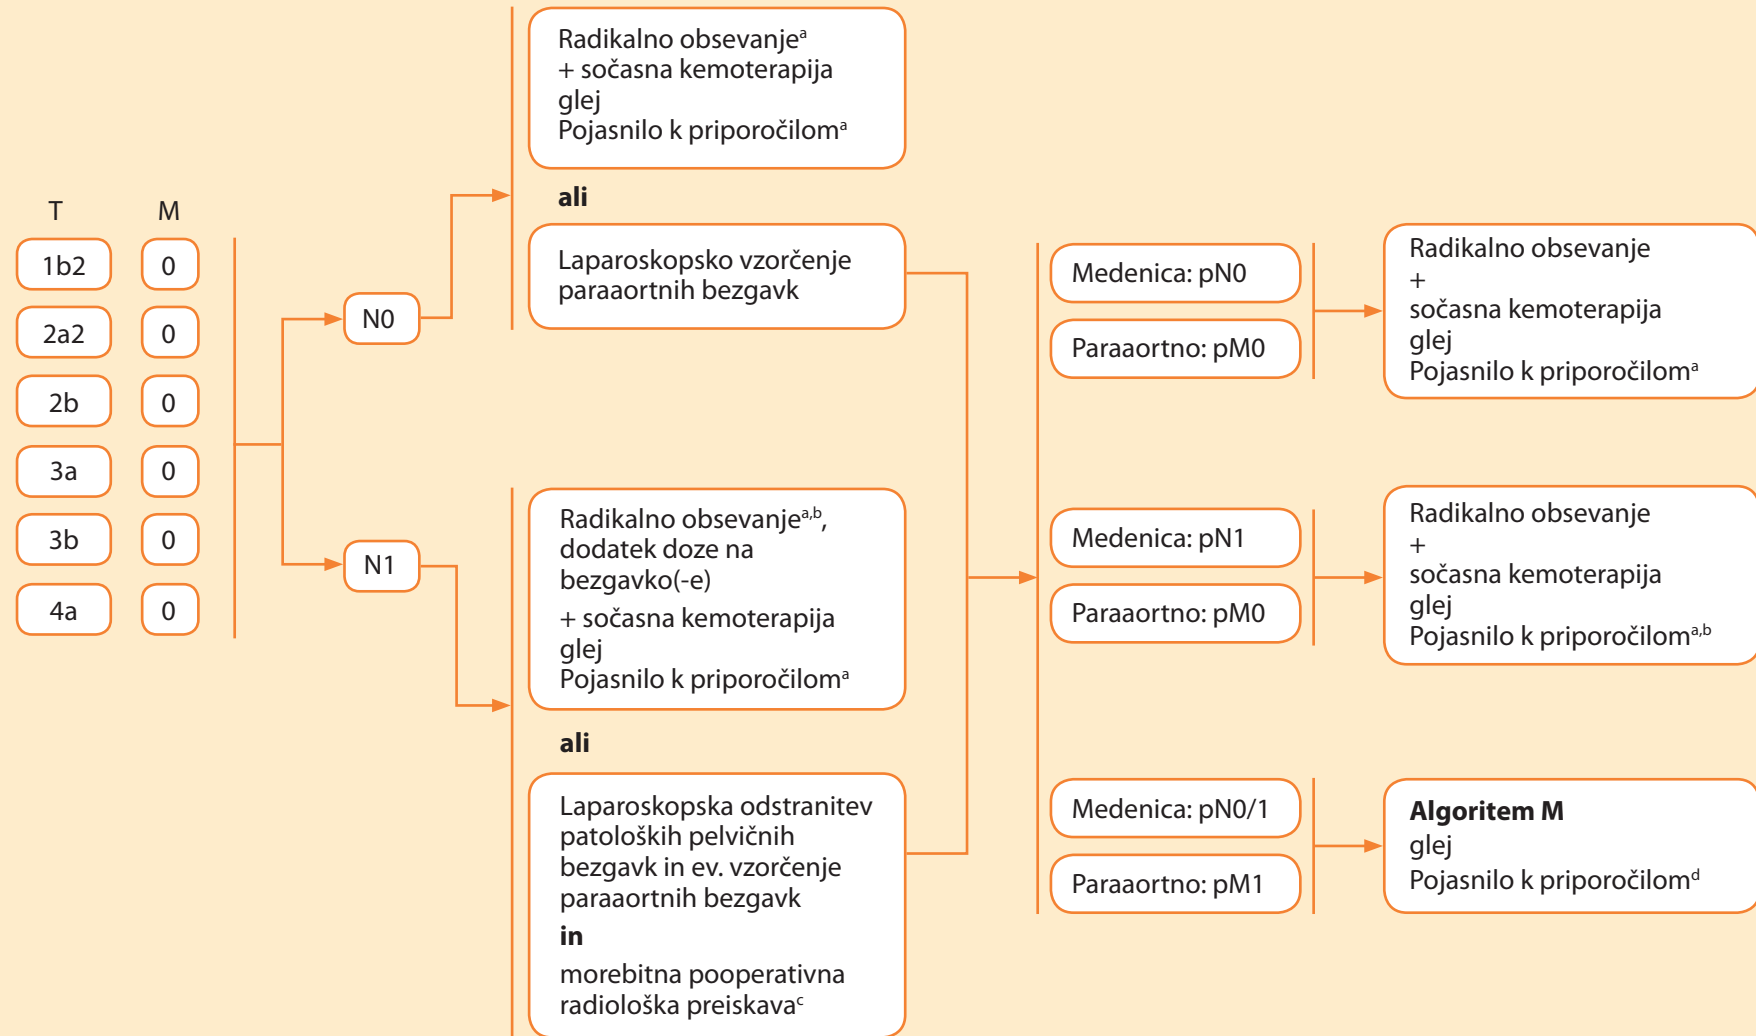 T M
1b2 0
2a2 0
2b 0
3a 0
3b 0
4a 0
N0
N1
Radikalno obsevanjeᵃ
+ sočasna kemoterapija
glej
Pojasnilo k priporočilomᵃ
ali
Laparoskopsko vzorčenje
paraaortnih bezgavk
Radikalno obsevanjeᵃ,ᵇ,
dodatek doze na
bezgavko(-e)
+ sočasna kemoterapija
glej
Pojasnilo k priporočilomᵃ
ali
Laparoskopska odstranitev
patoloških pelvičnih
bezgavk in ev. vzorčenje
paraaortnih bezgavk
in
morebitna pooperativna
radiološka preiskavaᶜ
Medenica: pN0
Paraaortno: pM0
Radikalno obsevanje
+
sočasna kemoterapija
glej
Pojasnilo k priporočilomᵃ
Medenica: pN1
Paraaortno: pM0
Radikalno obsevanje
+
sočasna kemoterapija
glej
Pojasnilo k priporočilomᵃ,ᵇ
Medenica: pN0/1
Paraaortno: pM1
Algoritem M
glej
Pojasnilo k priporočilomᵈ